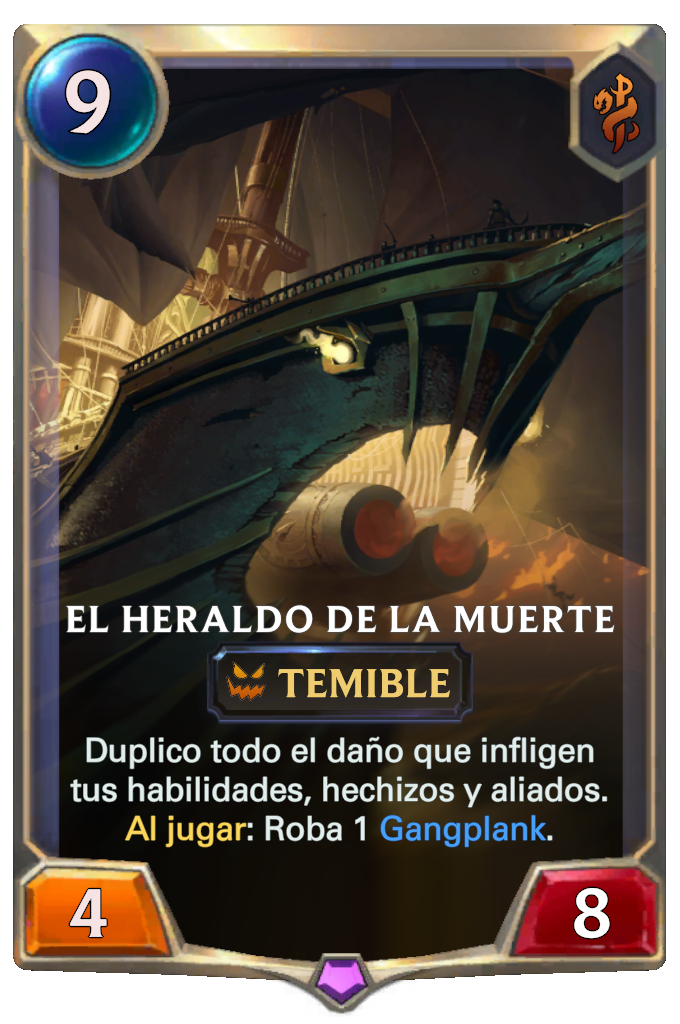 9
EL HERALDO DE LA MUERTE
TEMIBLE
Duplico todo el daño que infligen
tus habilidades, hechizos y aliados.
Al jugar: Roba 1 Gangplank.
4
8